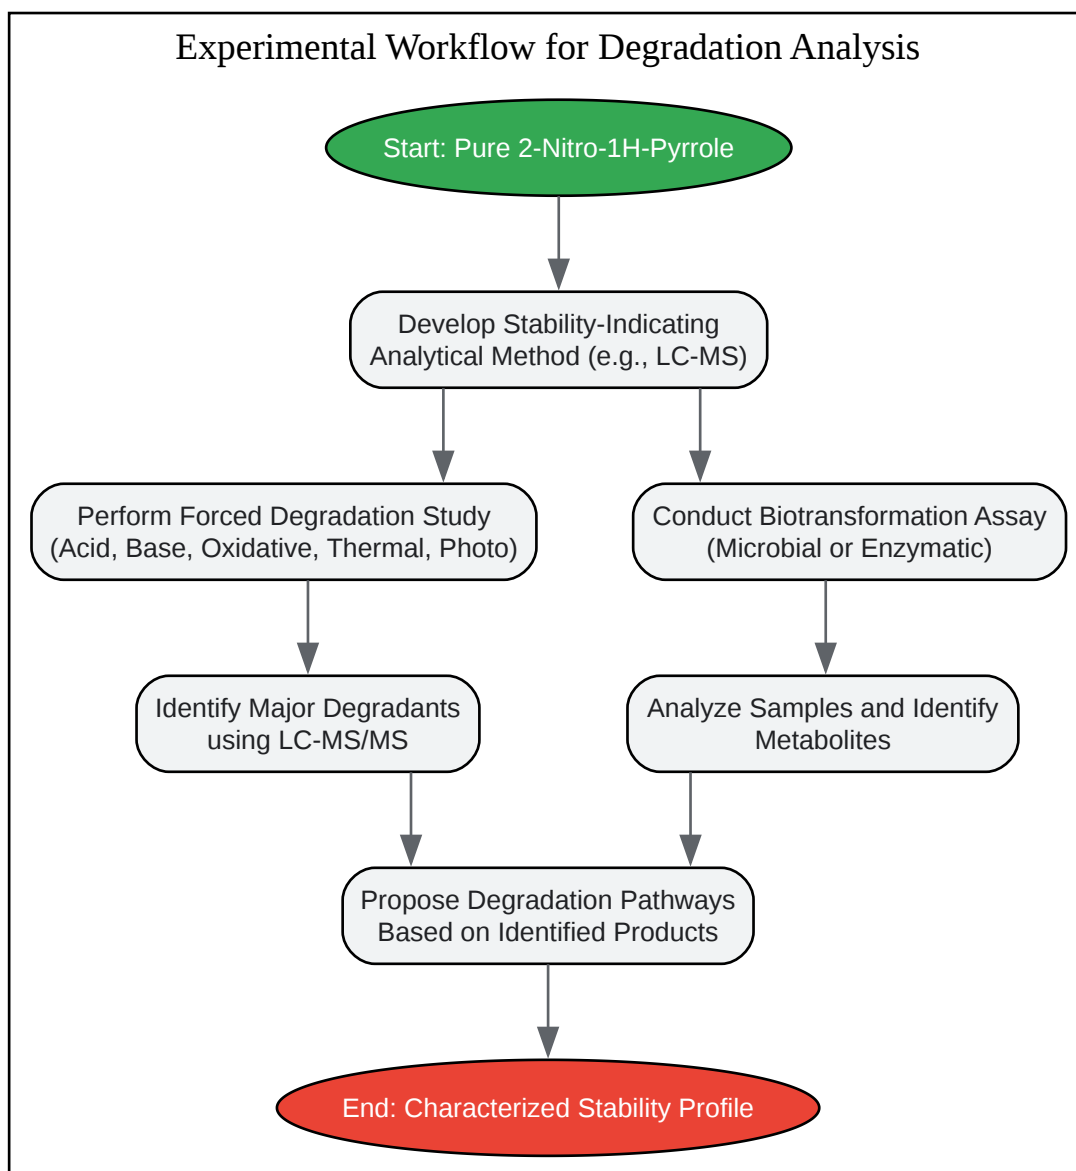 Experimental Workflow for Degradation Analysis
Start: Pure 2-Nitro-1H-Pyrrole
Develop Stability-Indicating
Analytical Method (e.g., LC-MS)
Perform Forced Degradation Study
(Acid, Base, Oxidative, Thermal, Photo)
Conduct Biotransformation Assay
(Microbial or Enzymatic)
Identify Major Degradants
using LC-MS/MS
Analyze Samples and Identify
Metabolites
Propose Degradation Pathways
Based on Identified Products
End: Characterized Stability Profile